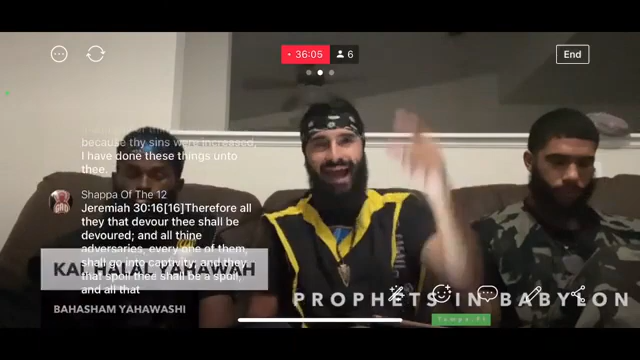 36:05
6
End
because thy sins were increased,
I have done these things unto
thee.
Shappa Of The 12
Jeremiah 30:16[16]Therefore all
they that devour thee shall be
devoured; and all thine
adversaries, every one of them,
shall go into captivity; and they
that spoil thee shall be a spoil,
and all that
YAHAWAH
BAHASHAM YAHAWASHI
PROPHETS IN BABYLON
Tampa,Fl